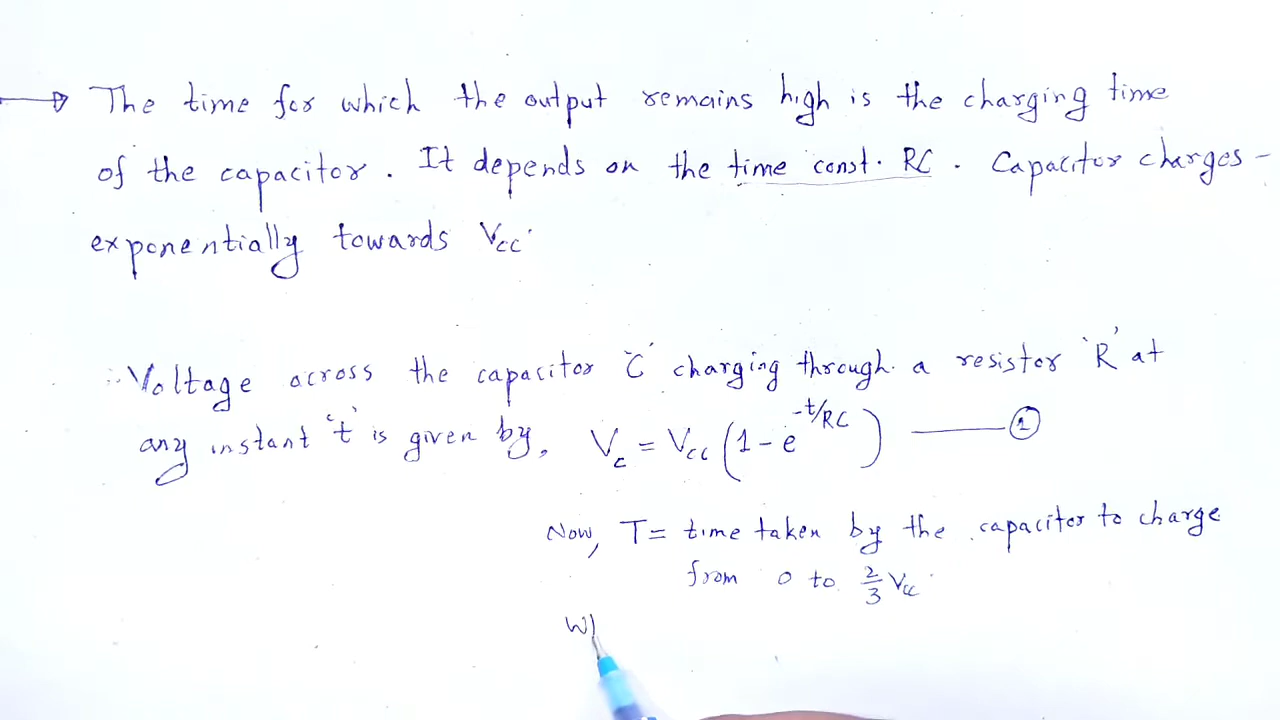 The time for which the output remains high is the charging time
of the capacitor. It depends on the time const. RC. Capacitor charges -
exponentially towards Vcc.
∴ Voltage across the capacitor 'C' charging through a resistor 'R' at
any instant 't' is given by, Vc = Vcc (1 - e^-t/RC) —— ①
Now, T = time taken by the capacitor to charge
from 0 to 2/3 Vcc.